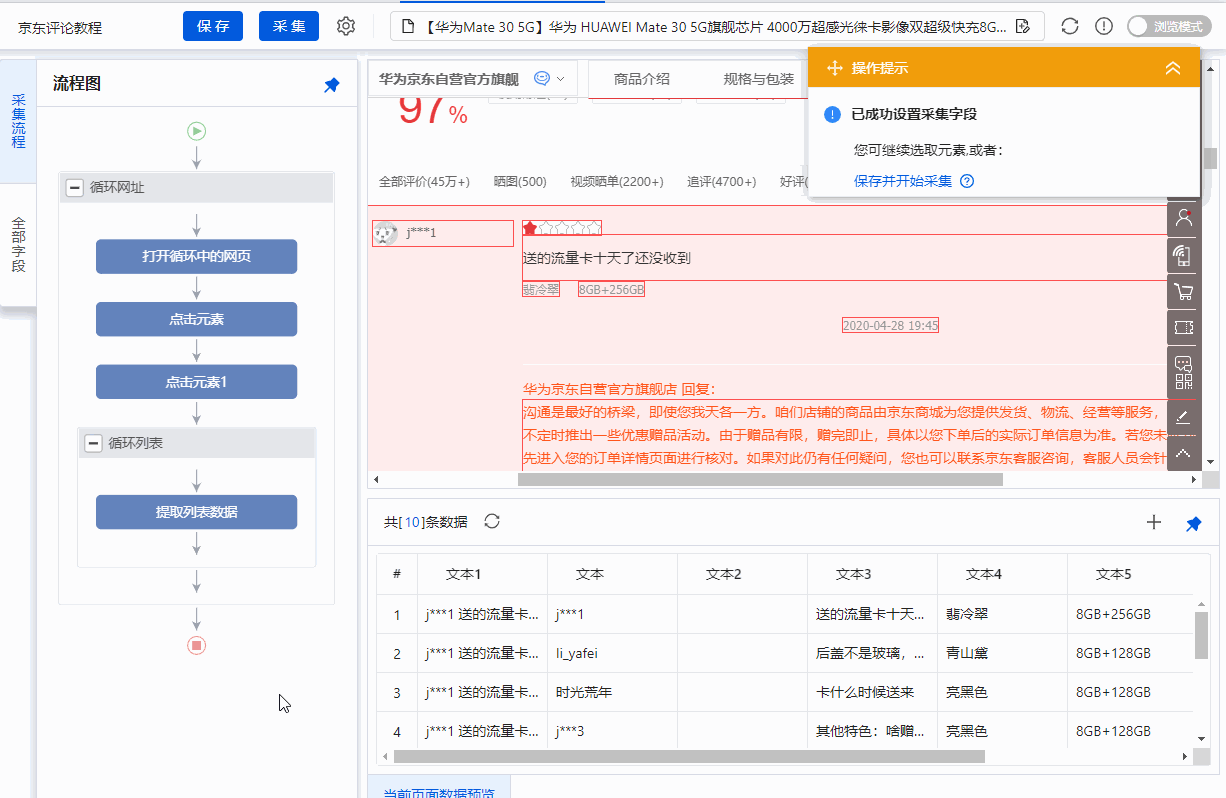 京东评论教程
保 存
采 集
【华为Mate 30 5G】华为 HUAWEI Mate 30 5G旗舰芯片 4000万超感光徕卡影像双超级快充8G...
浏览模式
采集流程
全部字段
流程图
循环网址
打开循环中的网页
点击元素
点击元素1
循环列表
提取列表数据
华为京东自营官方旗舰
商品介绍
规格与包装
97%
全部评价(45万+)
晒图(500)
视频晒单(2200+)
追评(4700+)
好评(
操作提示
已成功设置采集字段
您可继续选取元素,或者：
保存并开始采集
j***1
送的流量卡十天了还没收到
翡冷翠
8GB+256GB
2020-04-28 19:45
华为京东自营官方旗舰店 回复：
沟通是最好的桥梁，即使您我天各一方。咱们店铺的商品由京东商城为您提供发货、物流、经营等服务，
不定时推出一些优惠赠品活动。由于赠品有限，赠完即止，具体以您下单后的实际订单信息为准。若您未
先进入您的订单详情页面进行核对。如果对此仍有任何疑问，您也可以联系京东客服咨询，客服人员会针
共[ 10 ]条数据
# 文本1 文本 文本2 文本3 文本4 文本5
1 j***1 送的流量卡... j***1 送的流量卡十天... 翡冷翠 8GB+256GB
2 j***1 送的流量卡... li_yafei 后盖不是玻璃，... 青山黛 8GB+128GB
3 j***1 送的流量卡... 时光荒年 卡什么时候送来 亮黑色 8GB+128GB
4 j***1 送的流量卡... j***3 其他特色：啥赠... 亮黑色 8GB+128GB
当前页面数据预览